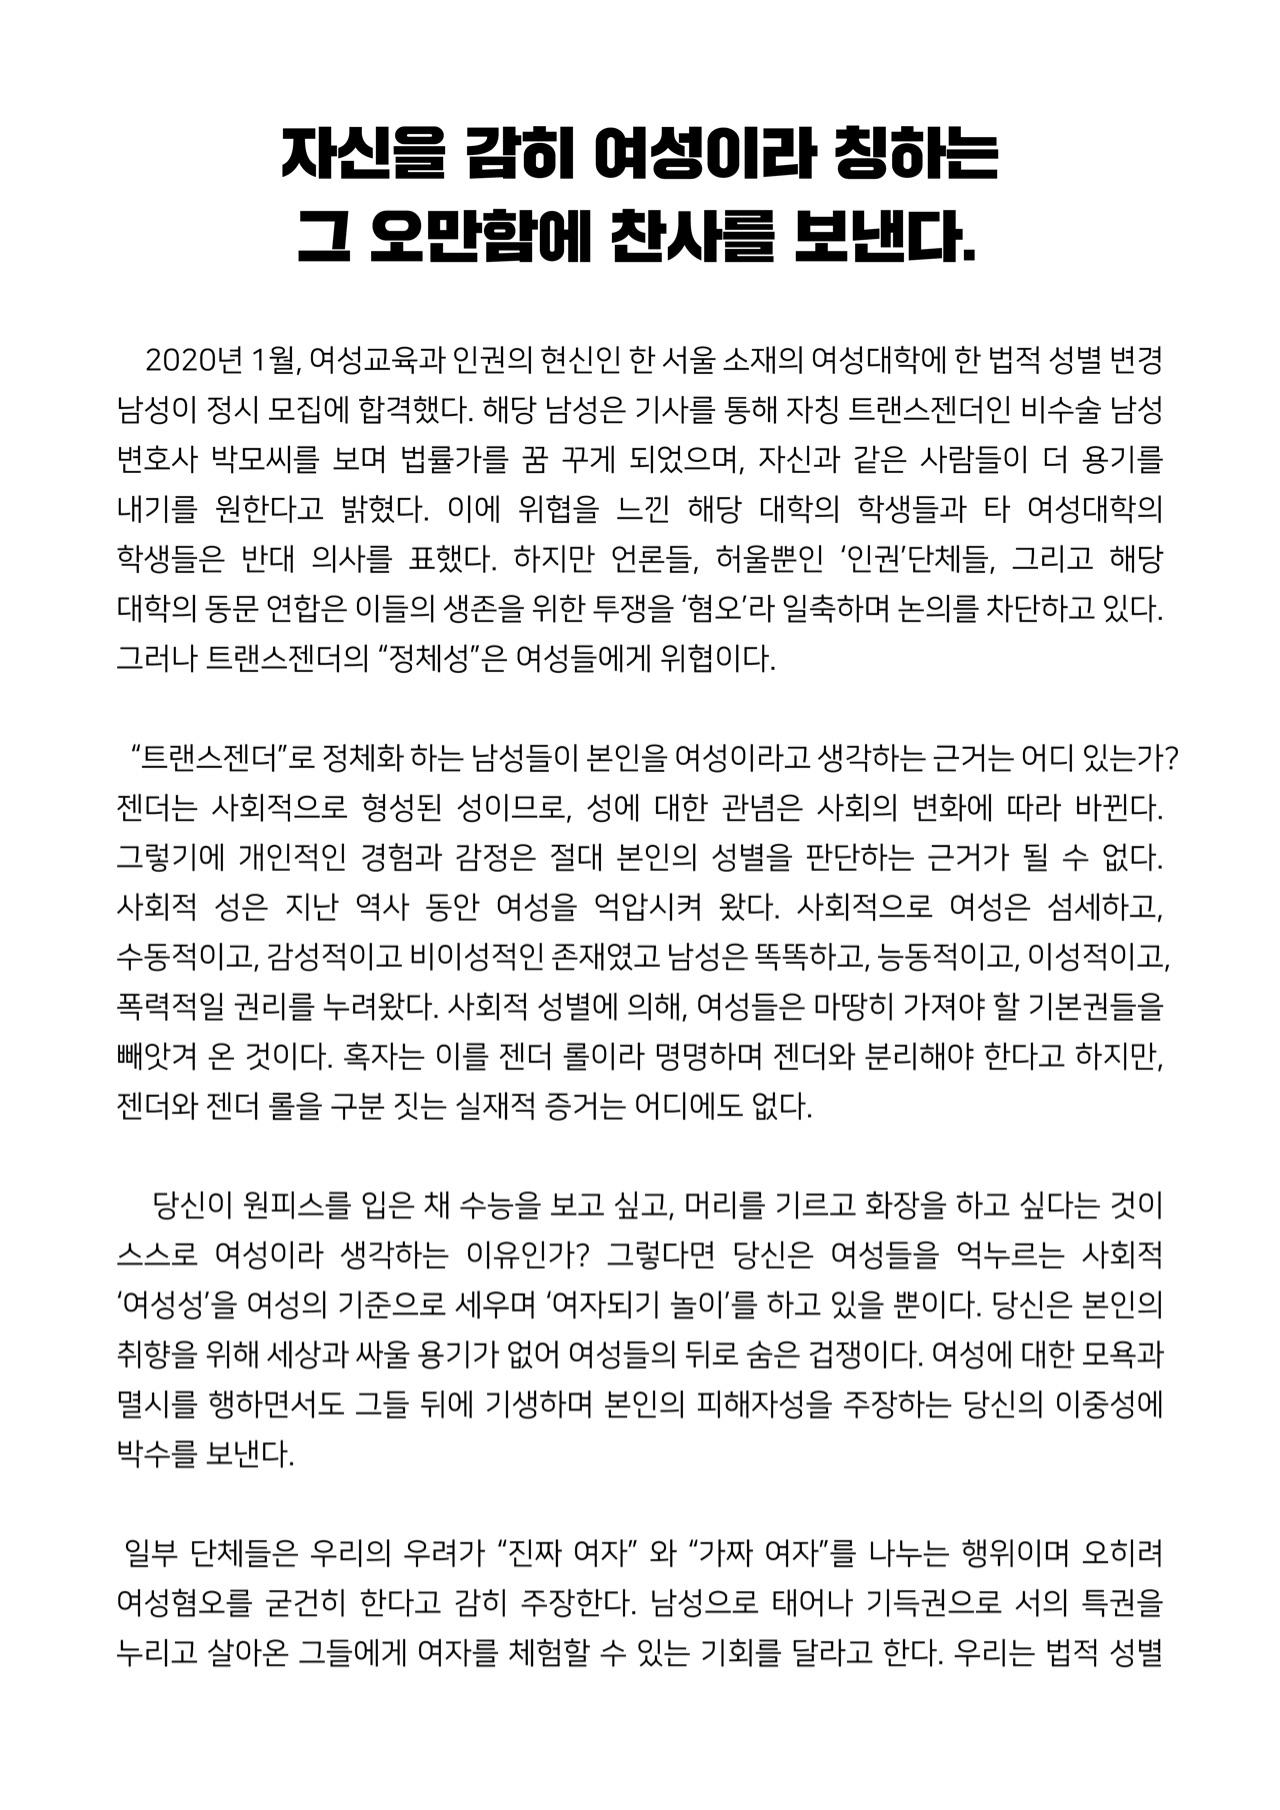 자신을 감히 여성이라 칭하는
그 오만함에 찬사를 보낸다.
2020년 1월, 여성교육과 인권의 현신인 한 서울 소재의 여성대학에 한 법적 성별 변경
남성이 정시 모집에 합격했다. 해당 남성은 기사를 통해 자칭 트랜스젠더인 비수술 남성
변호사 박모씨를 보며 법률가를 꿈 꾸게 되었으며, 자신과 같은 사람들이 더 용기를
내기를 원한다고 밝혔다. 이에 위협을 느낀 해당 대학의 학생들과 타 여성대학의
학생들은 반대 의사를 표했다. 하지만 언론들, 허울뿐인 ‘인권’단체들, 그리고 해당
대학의 동문 연합은 이들의 생존을 위한 투쟁을 ‘혐오’라 일축하며 논의를 차단하고 있다.
그러나 트랜스젠더의 “정체성”은 여성들에게 위협이다.
“트랜스젠더”로 정체화 하는 남성들이 본인을 여성이라고 생각하는 근거는 어디 있는가?
젠더는 사회적으로 형성된 성이므로, 성에 대한 관념은 사회의 변화에 따라 바뀐다.
그렇기에 개인적인 경험과 감정은 절대 본인의 성별을 판단하는 근거가 될 수 없다.
사회적 성은 지난 역사 동안 여성을 억압시켜 왔다. 사회적으로 여성은 섬세하고,
수동적이고, 감성적이고 비이성적인 존재였고 남성은 똑똑하고, 능동적이고, 이성적이고,
폭력적일 권리를 누려왔다. 사회적 성별에 의해, 여성들은 마땅히 가져야 할 기본권들을
빼앗겨 온 것이다. 혹자는 이를 젠더 롤이라 명명하며 젠더와 분리해야 한다고 하지만,
젠더와 젠더 롤을 구분 짓는 실재적 증거는 어디에도 없다.
당신이 원피스를 입은 채 수능을 보고 싶고, 머리를 기르고 화장을 하고 싶다는 것이
스스로 여성이라 생각하는 이유인가? 그렇다면 당신은 여성들을 억누르는 사회적
‘여성성’을 여성의 기준으로 세우며 ‘여자되기 놀이’를 하고 있을 뿐이다. 당신은 본인의
취향을 위해 세상과 싸울 용기가 없어 여성들의 뒤로 숨은 겁쟁이다. 여성에 대한 모욕과
멸시를 행하면서도 그들 뒤에 기생하며 본인의 피해자성을 주장하는 당신의 이중성에
박수를 보낸다.
일부 단체들은 우리의 우려가 “진짜 여자” 와 “가짜 여자”를 나누는 행위이며 오히려
여성혐오를 굳건히 한다고 감히 주장한다. 남성으로 태어나 기득권으로 서의 특권을
누리고 살아온 그들에게 여자를 체험할 수 있는 기회를 달라고 한다. 우리는 법적 성별